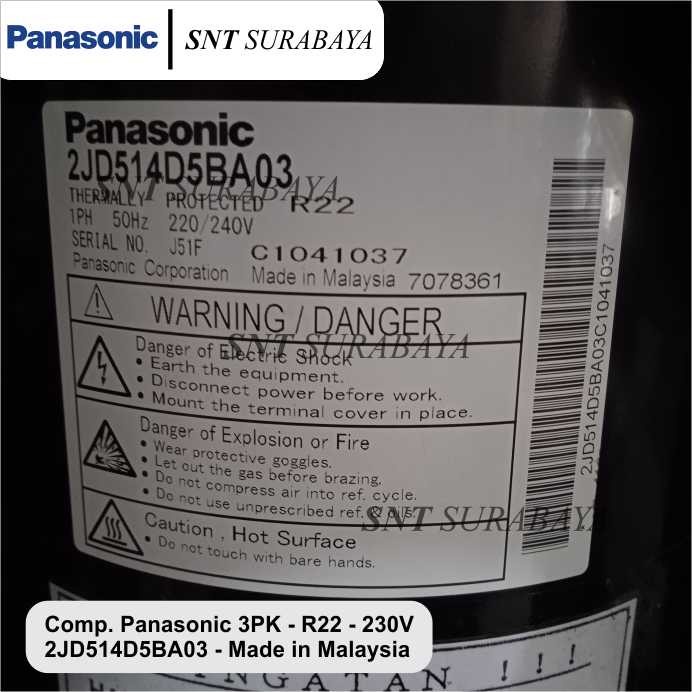 Panasonic | SNT SURABAYA
Panasonic
2JD514D5BA03
SNT SURABAYA
THERMALLY PROTECTED R22
1PH 50Hz 220/240V
SERIAL NO. J51F C1041037
Panasonic Corporation Made in Malaysia 7078361
WARNING / DANGER
SNT SURABAYA
Danger of Electric Shock
• Earth the equipment.
• Disconnect power before work.
• Mount the terminal cover in place.
Danger of Explosion or Fire
• Wear protective goggles.
• Let out the gas before brazing.
• Do not compress air into ref. cycle.
• Do not use unprescribed ref. & oils.
SNT SURABAYA
Caution , Hot Surface
• Do not touch with bare hands.
2JD514D5BA03C1041037
Comp. Panasonic 3PK - R22 - 230V
2JD514D5BA03 - Made in Malaysia
NGATAN !!!